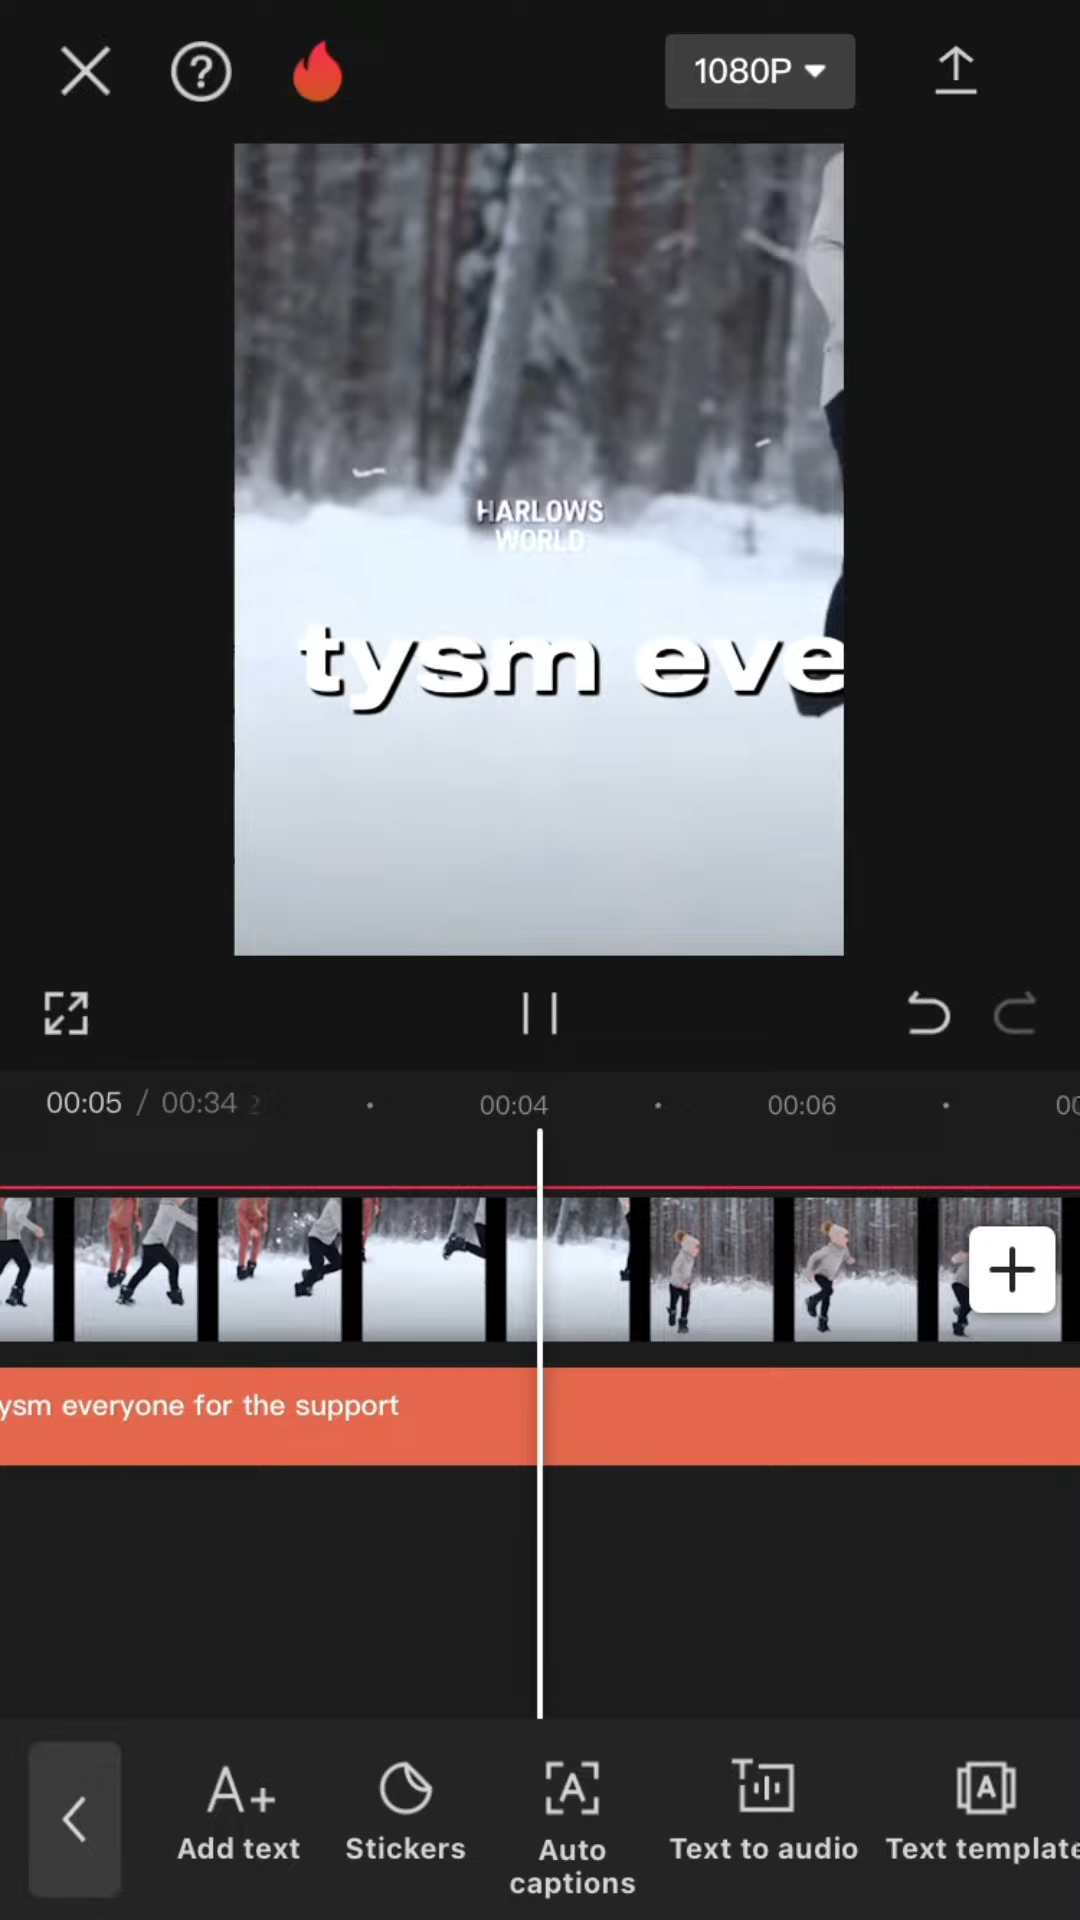 ?
1080P
HARLOWS
WORLD
tysm eve
00:05 / 00:34
00:04
00:06
ysm everyone for the support
A+
Add text
Stickers
A
Auto
captions
T
Text to audio
A
Text template